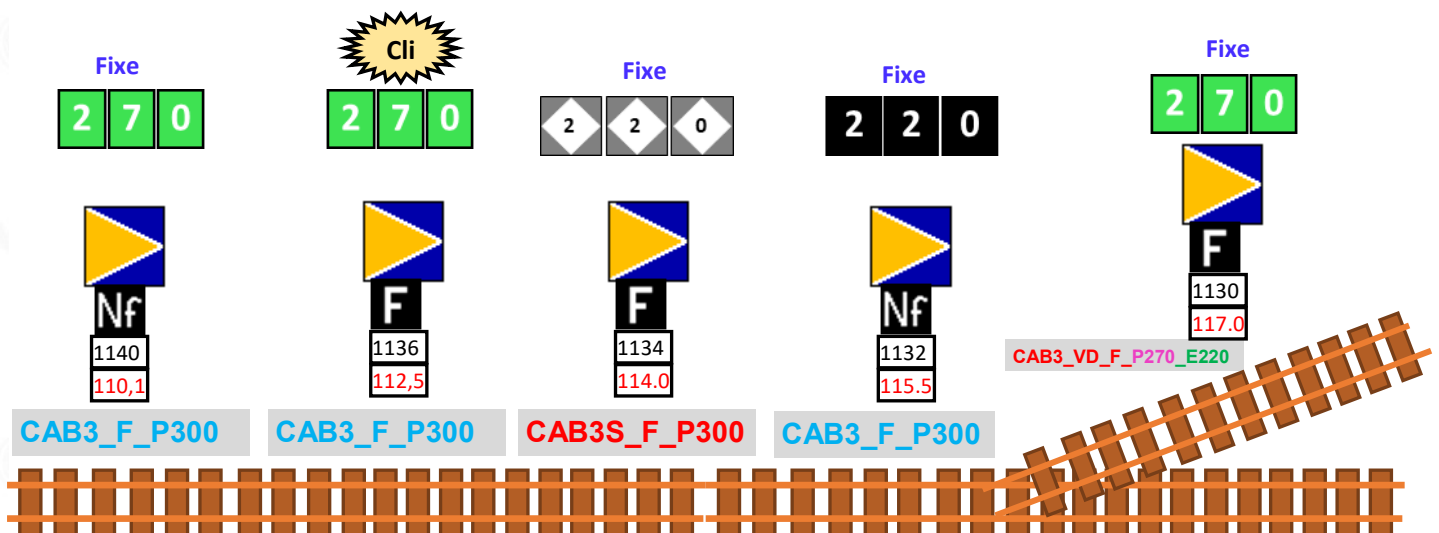 Fixe
2 7 0
Nf
1140
110,1
CAB3_F_P300
Cli
2 7 0
F
1136
112,5
CAB3_F_P300
Fixe
2 2 0
F
1134
114.0
CAB3S_F_P300
Fixe
2 2 0
Nf
1132
115.5
CAB3_F_P300
Fixe
2 7 0
F
1130
117.0
CAB3_VD_F_P270_E220